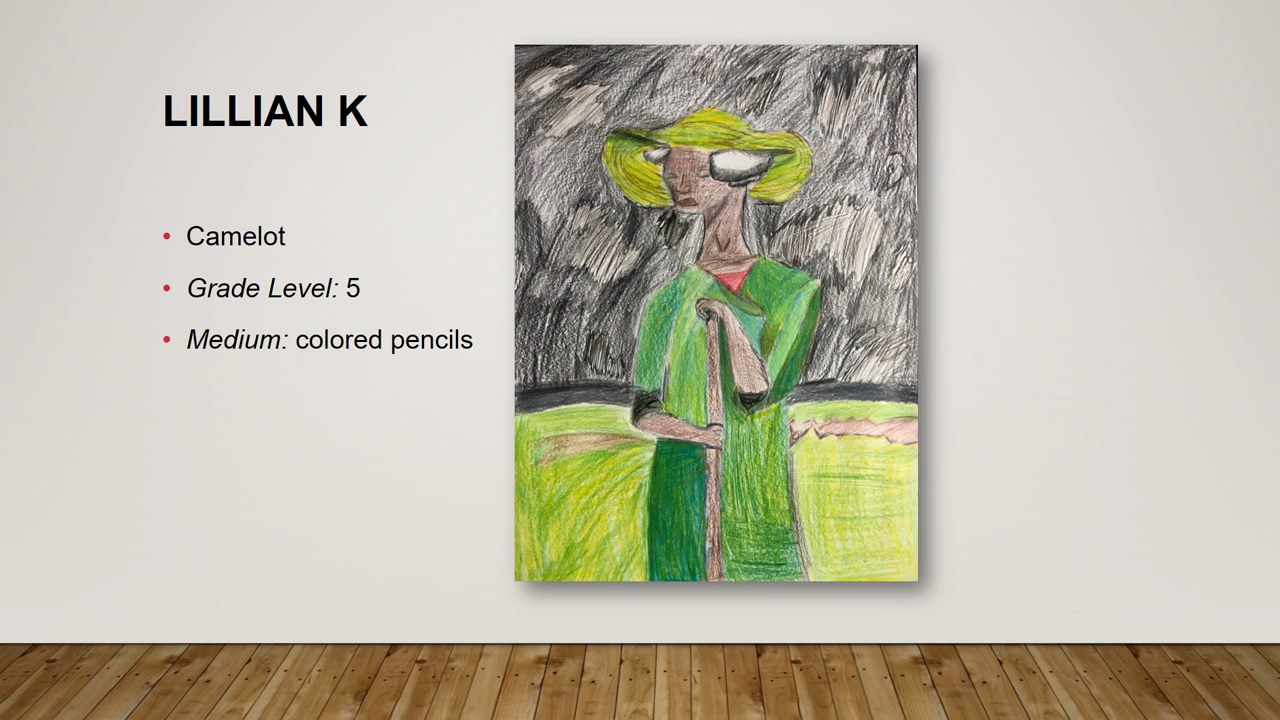 LILLIAN K
• Camelot
• Grade Level: 5
• Medium: colored pencils